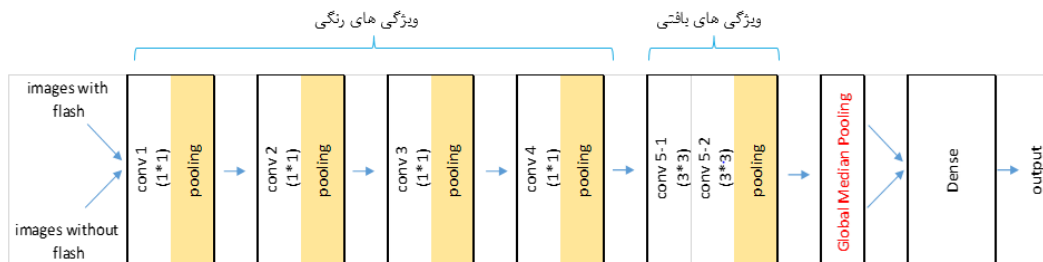 ویژگی های رنگی
ویژگی های بافتی
images with
flash
images without
flash
conv 1
(1*1)
pooling
conv 2
(1*1)
pooling
conv 3
(1*1)
pooling
conv 4
(1*1)
pooling
conv 5-1
(3*3)
conv 5-2
(3*3)
pooling
Global Median Pooling
Dense
output